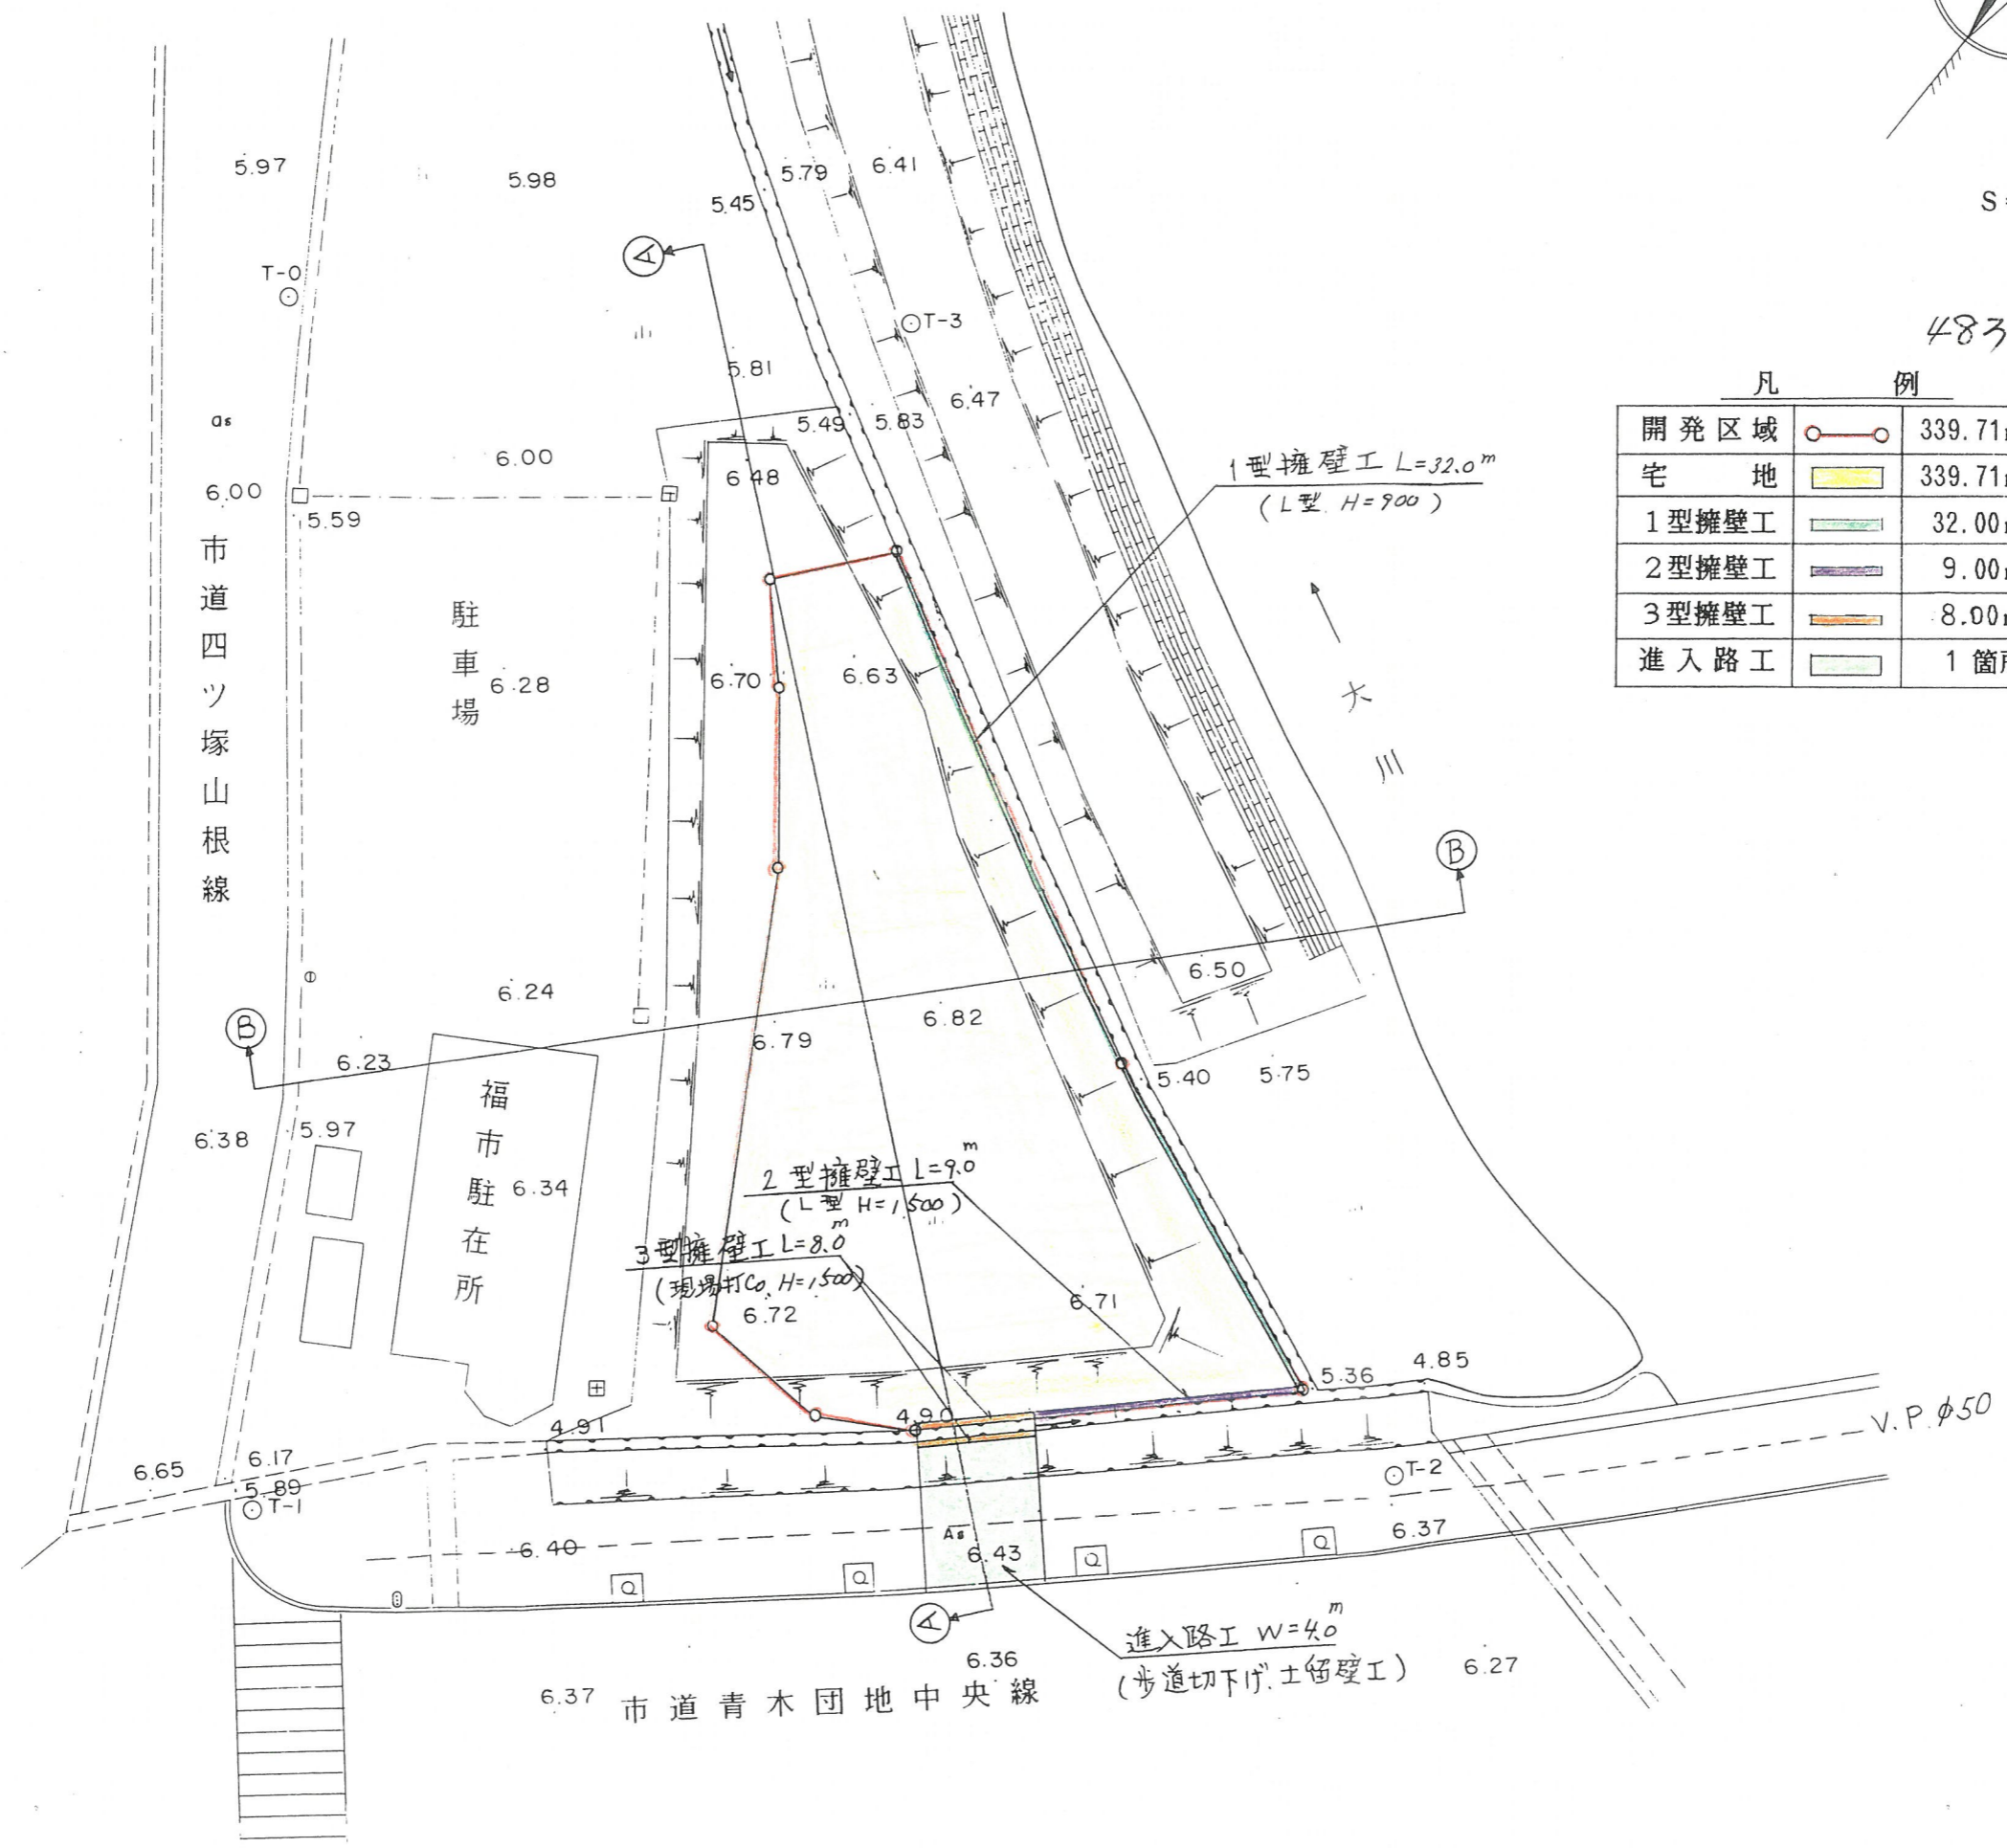 5.97
5.98
5.45
5.79
6.41
S=
T-0
A
T-3
483
5.81
6.47
as
5.49
5.83
凡 例
開発区域 339.71
宅 地 339.71
1型擁壁工 32.00
2型擁壁工 9.00
3型擁壁工 8.00
進入路工 1 箇所
6.00
6.48
1型擁壁工 L=32.0m
(L型. H=900)
6.00
5.59
市道四ツ塚山根線
駐車場
6.28
6.70
6.63
大川
B
6.24
6.50
6.82
B
6.79
6.23
5.40
5.75
福市駐在所
6.38
5.97
6.34
2型擁壁工 L=9.0m
(L型 H=1,500)
3型擁壁工 L=8.0m
(現場打Co, H=1,500)
6.72
6.71
5.36
4.85
4.90
4.91
V.P.φ50
6.17
6.65
5.89
T-1
T-2
As
6.40
6.43
6.37
A
進入路工 W=4.0m
(歩道切下げ.土留壁工)
6.36
6.27
6.37
市道青木団地中央線